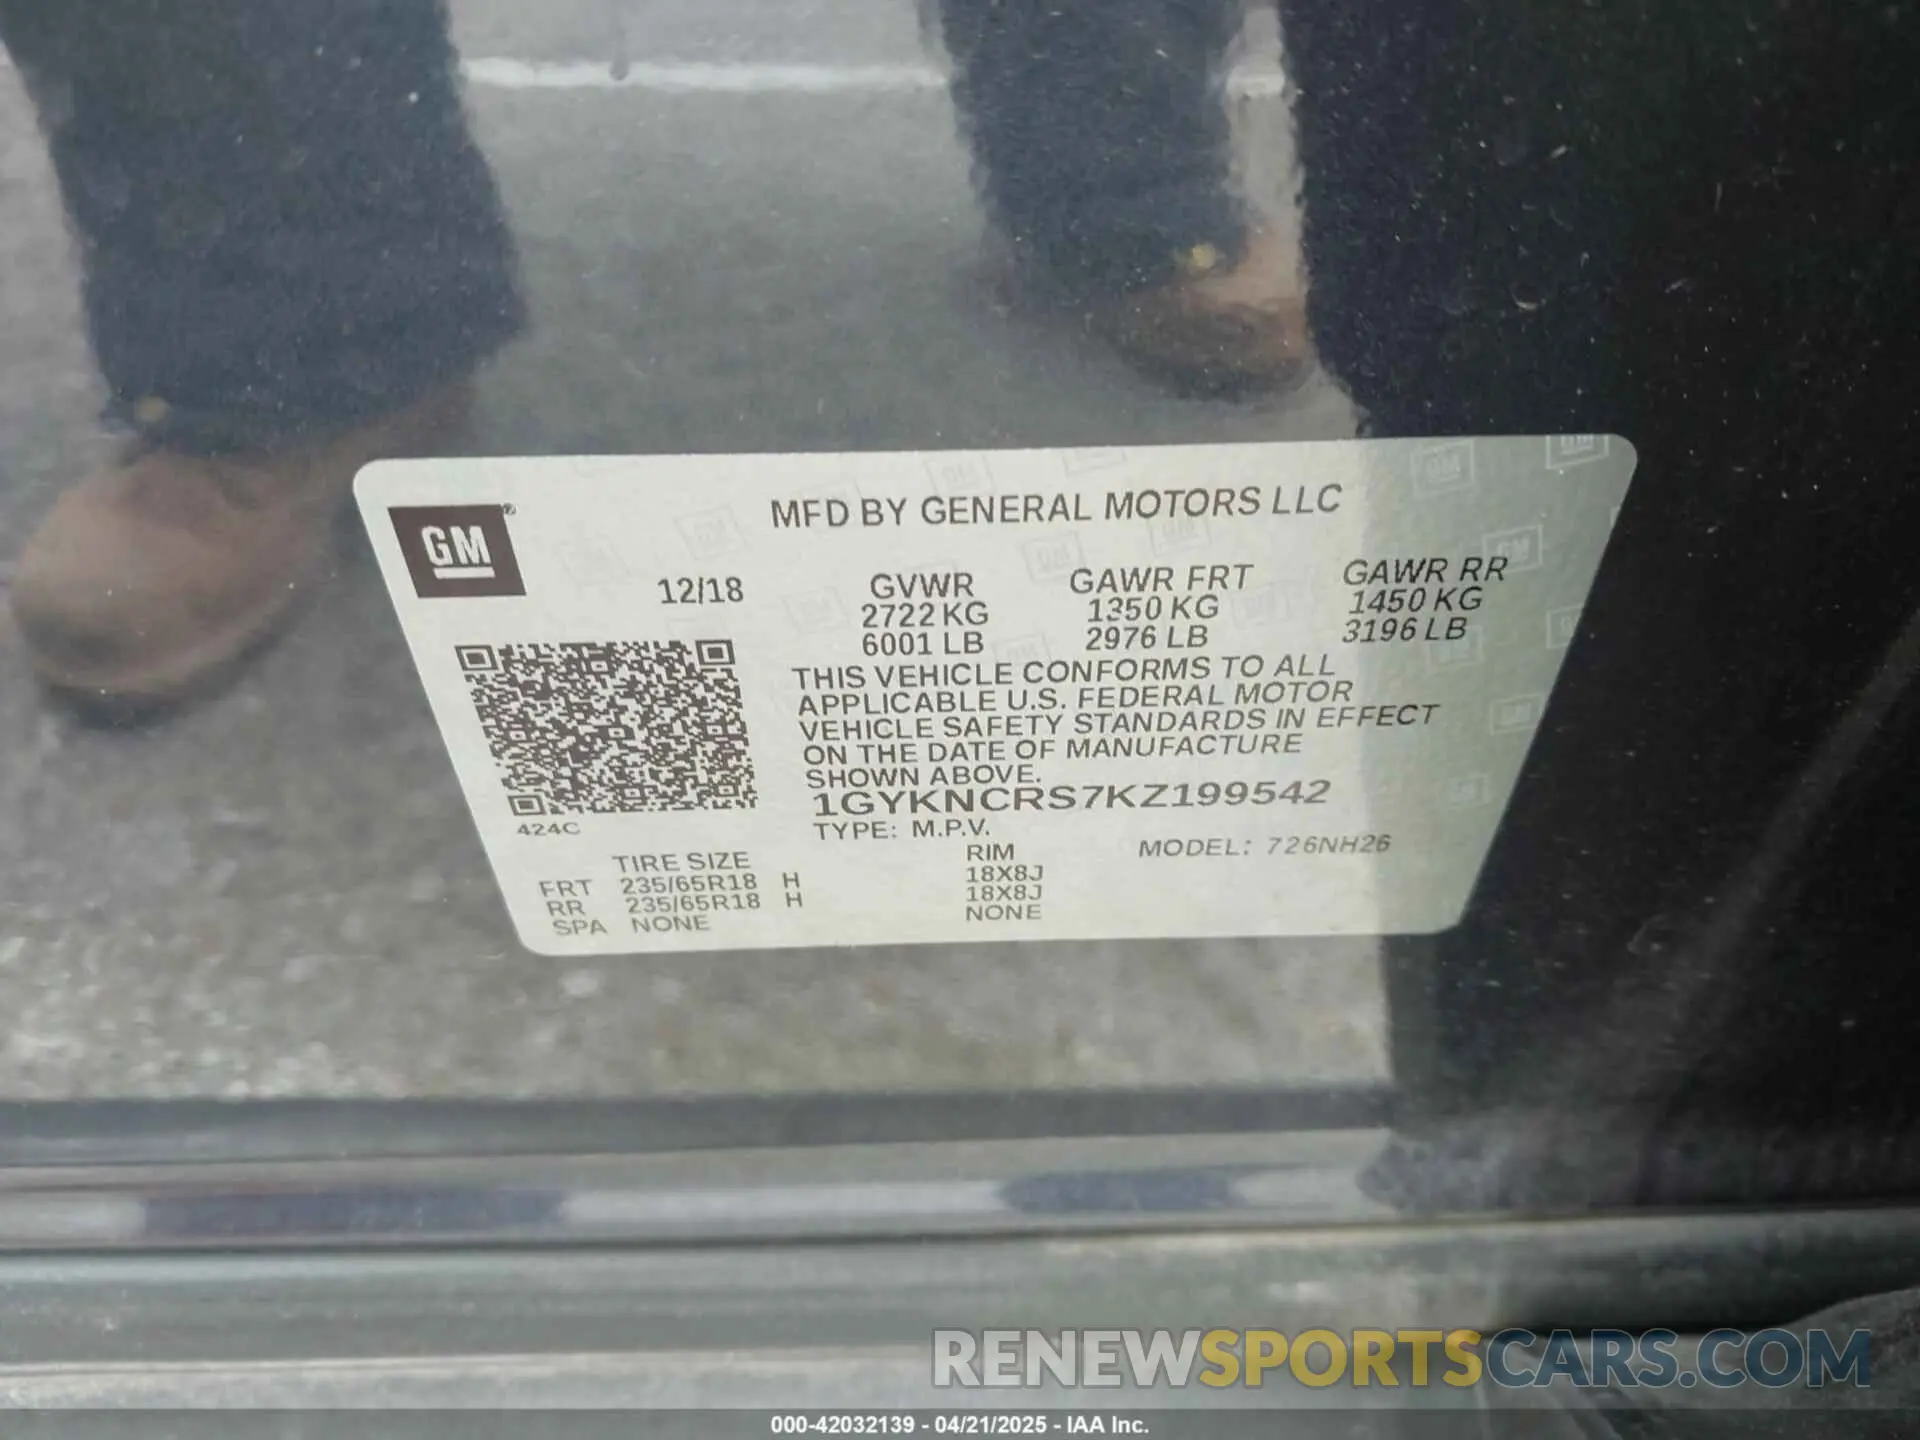 GM®
MFD BY GENERAL MOTORS LLC
12/18 GVWR GAWR FRT GAWR RR
2722 KG 1350 KG 1450 KG
6001 LB 2976 LB 3196 LB
THIS VEHICLE CONFORMS TO ALL
APPLICABLE U.S. FEDERAL MOTOR
VEHICLE SAFETY STANDARDS IN EFFECT
ON THE DATE OF MANUFACTURE
SHOWN ABOVE.
1GYKNCRS7KZ199542
424C
TYPE: M.P.V. MODEL: 726NH26
TIRE SIZE RIM
FRT 235/65R18 H 18X8J
RR 235/65R18 H 18X8J
SPA NONE NONE
RENEWSPORTSCARS.COM
000-42032139 - 04/21/2025 - IAA Inc.